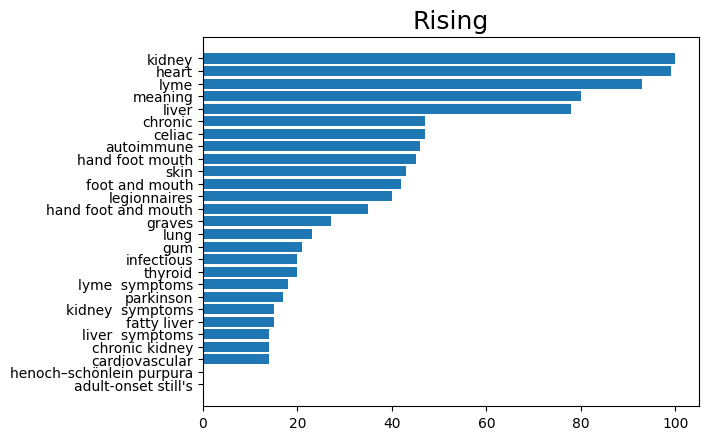 Rising
kidney
heart
lyme
meaning
liver
chronic
celiac
autoimmune
hand foot mouth
skin
foot and mouth
legionnaires
hand foot and mouth
graves
lung
gum
infectious
thyroid
lyme  symptoms
parkinson
kidney  symptoms
fatty liver
liver  symptoms
chronic kidney
cardiovascular
henoch–schönlein purpura
adult-onset still's
0 20 40 60 80 100